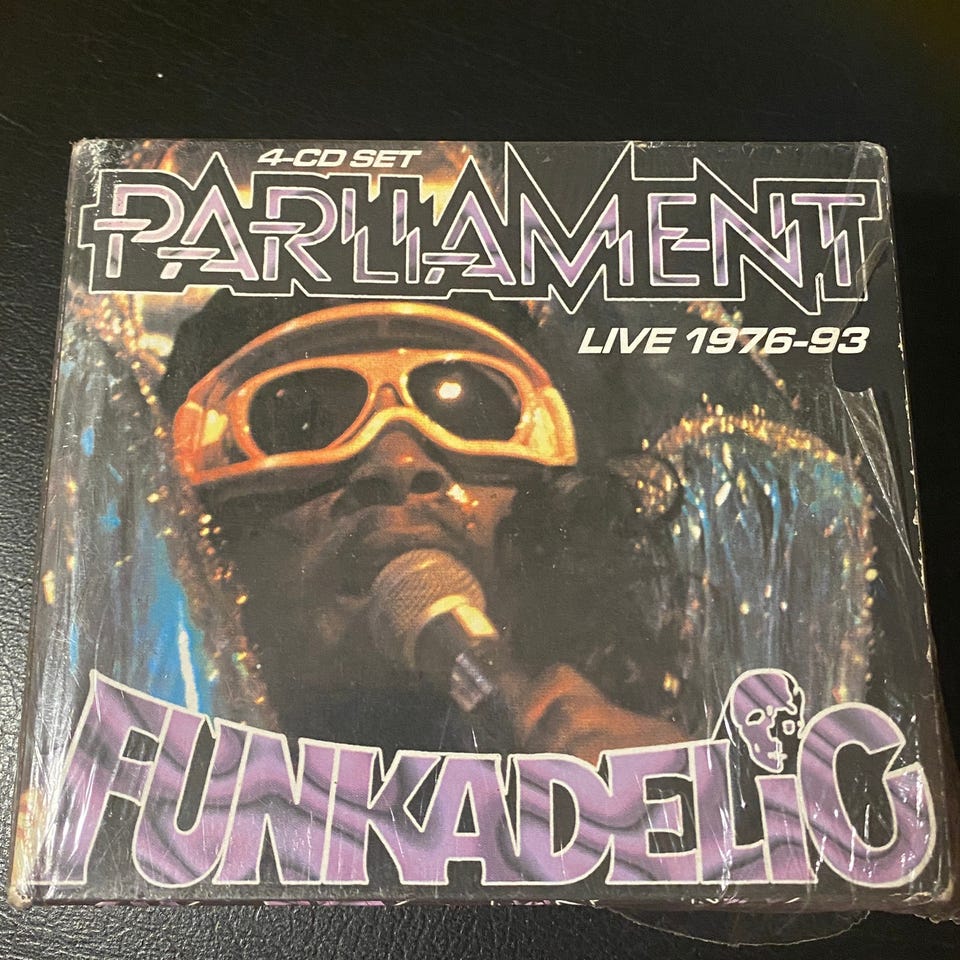 4-CD SET
PARLIAMENT
LIVE 1976-93
FUNKADELiC